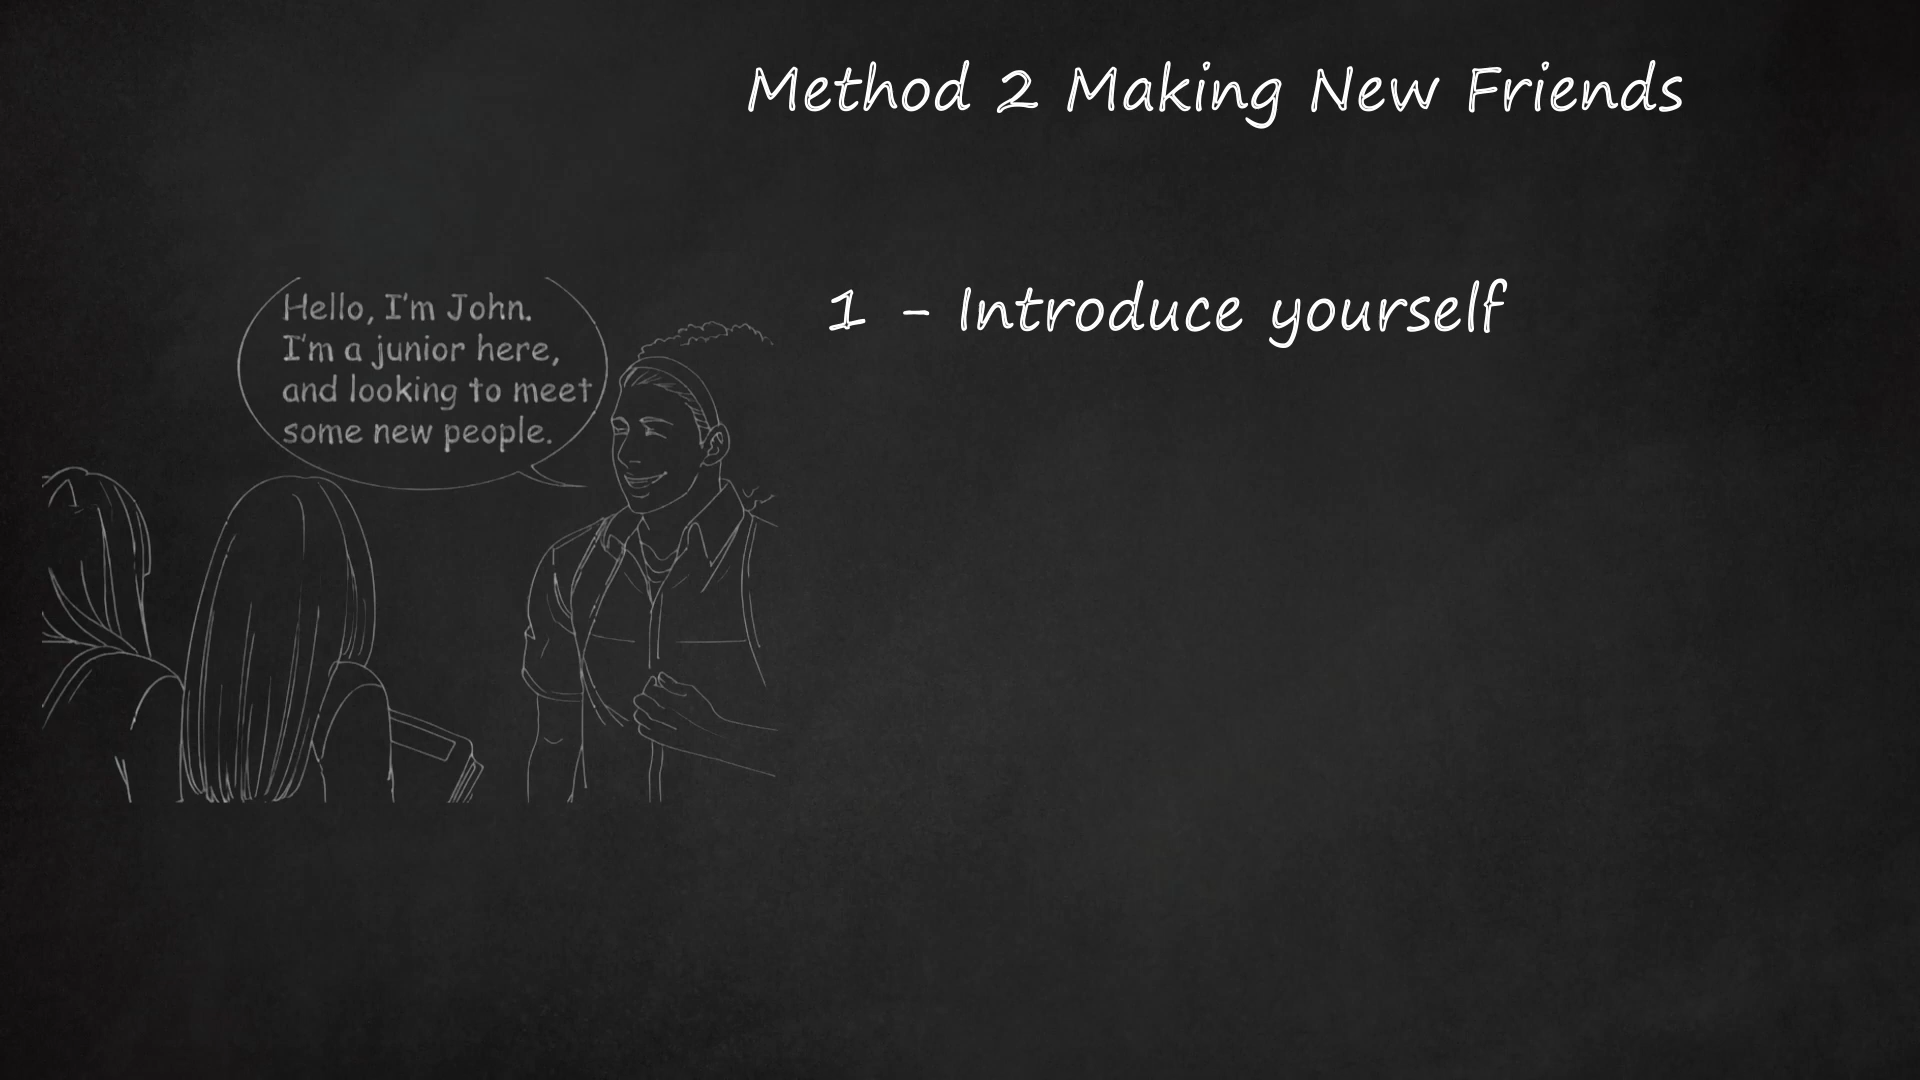 Method 2 Making New Friends
1 - Introduce yourself
Hello, I'm John.
I'm a junior here,
and looking to meet
some new people.